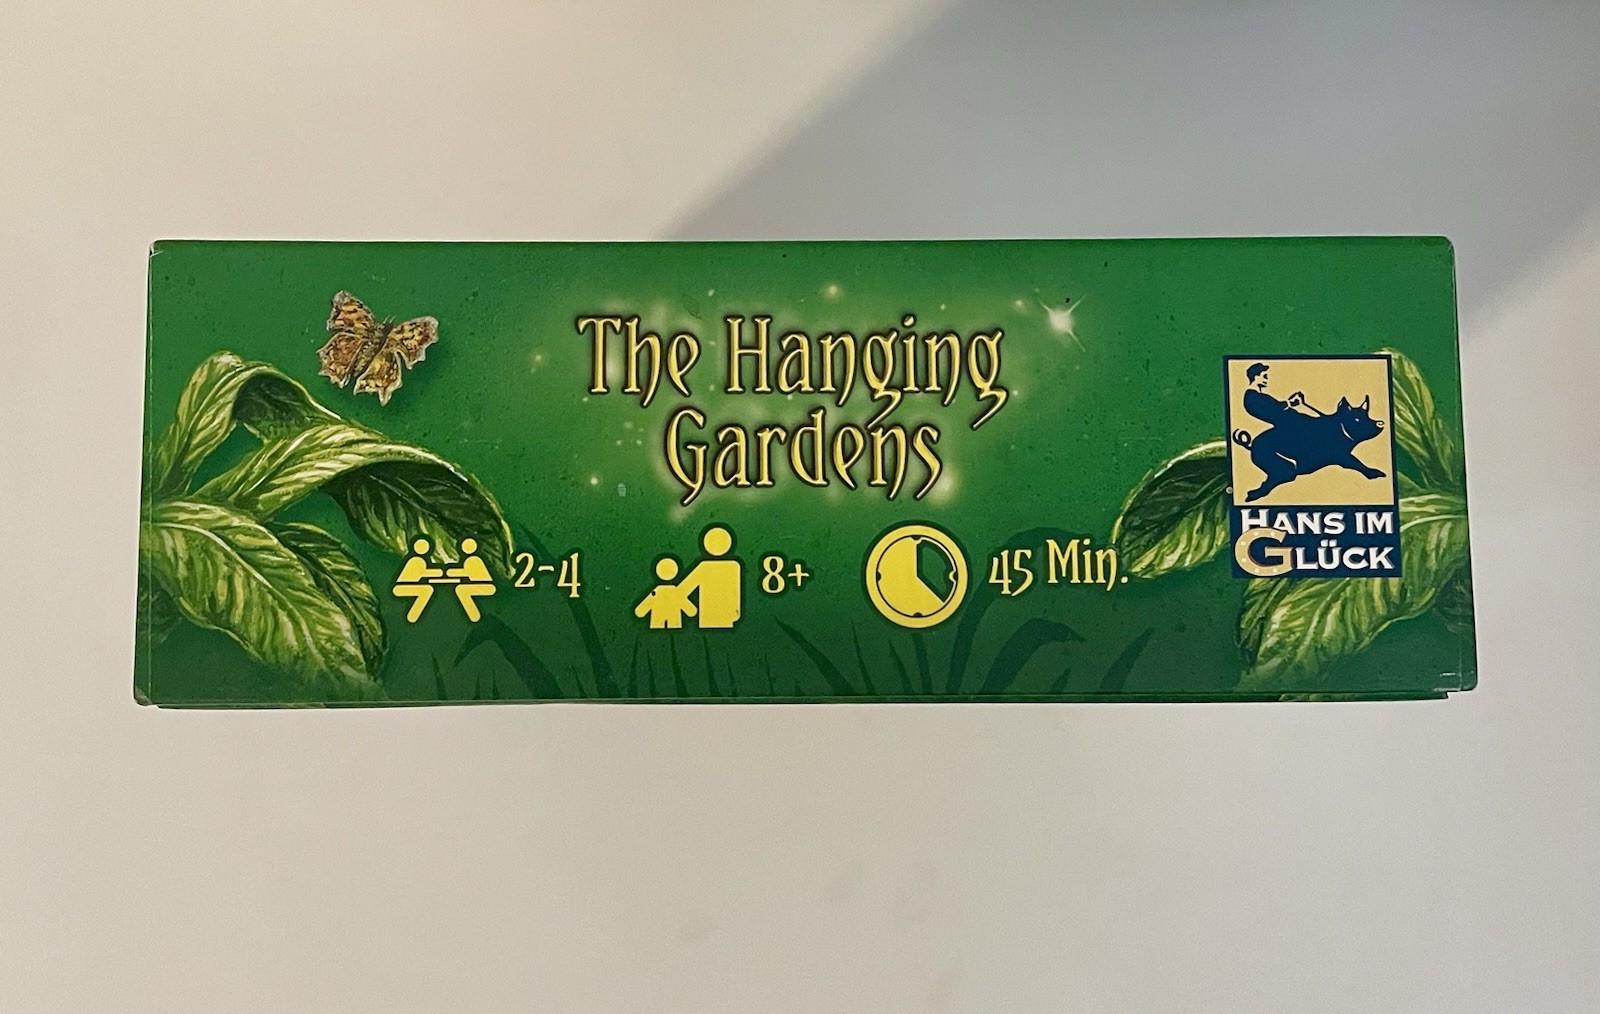 The Hanging
Gardens
2-4
8+
45 Min.
HANS IM
GLÜCK